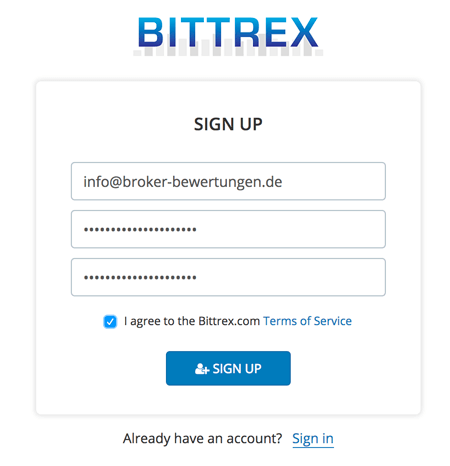 BITTREX
SIGN UP
info@broker-bewertungen.de
•••••••••••••••••••••
•••••••••••••••••••••
I agree to the Bittrex.com Terms of Service
SIGN UP
Already have an account? Sign in